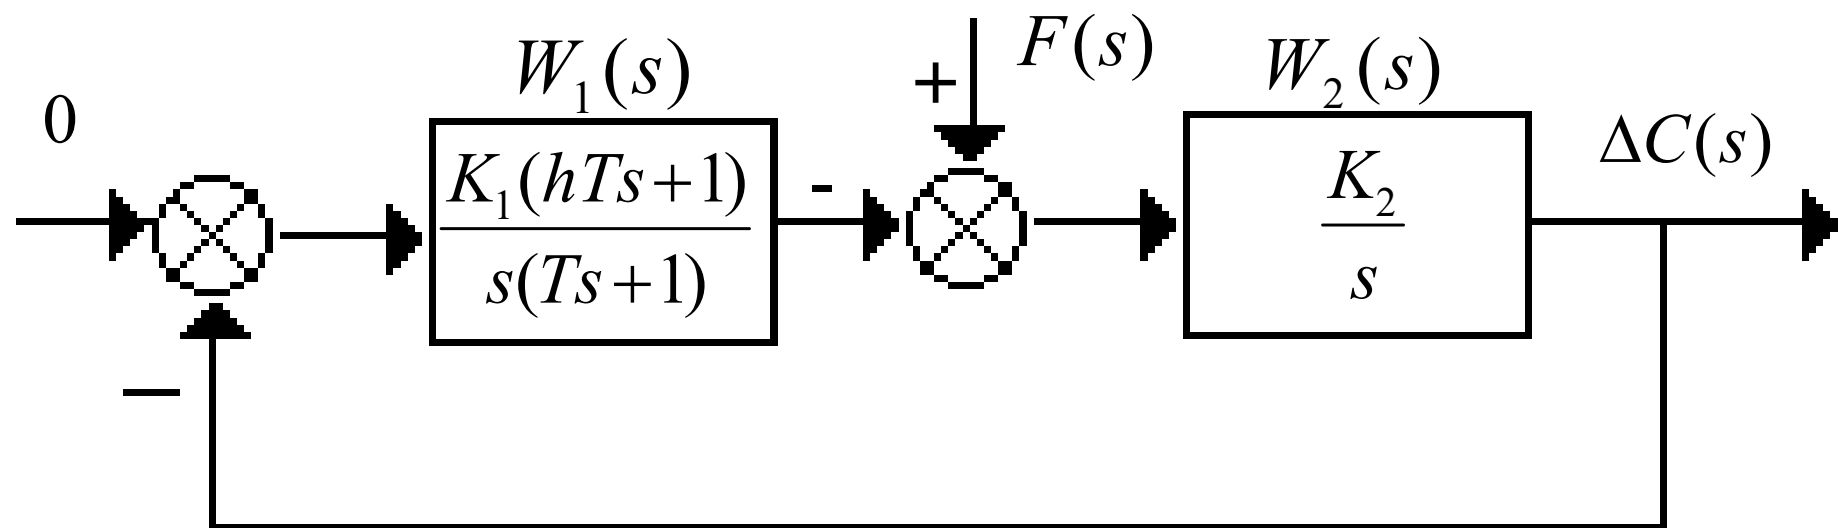 0
W₁(s)
K₁(hTs+1)
s(Ts+1)
-
+
F(s)
W₂(s)
K₂
s
ΔC(s)
—